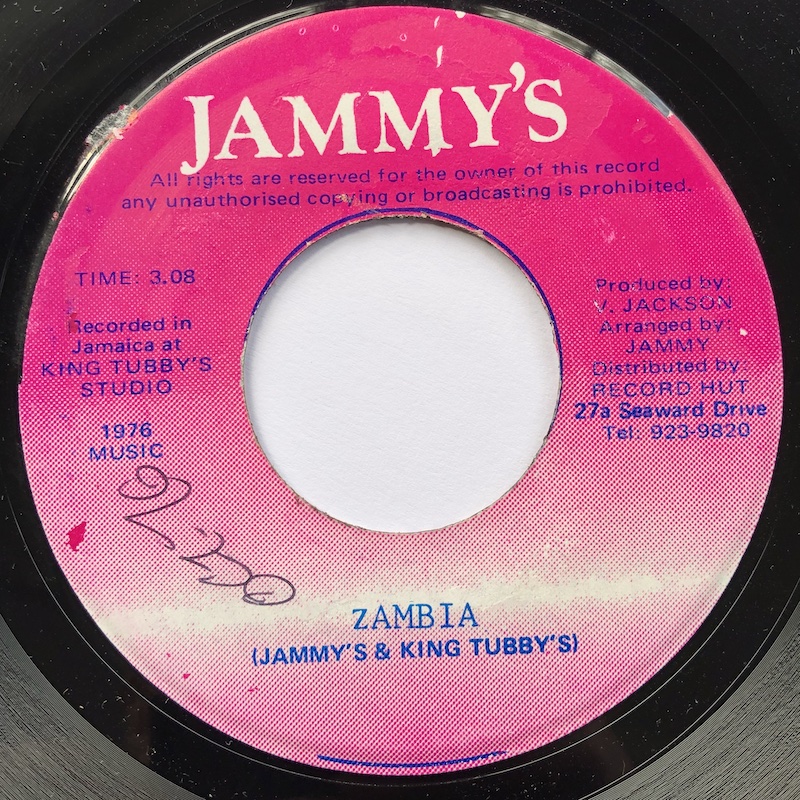 JAMMY'S
All rights are reserved for the owner of this record
any unauthorised copying or broadcasting is prohibited.
TIME: 3.08
Recorded in
Jamaica at
KING TUBBY'S
STUDIO
1976
MUSIC
Produced by:
V. JACKSON
Arranged by:
JAMMY
Distributed by:
RECORD HUT
27a Seaward Drive
Tel: 923-9820
Oct. 76
ZAMBIA
(JAMMY'S & KING TUBBY'S)